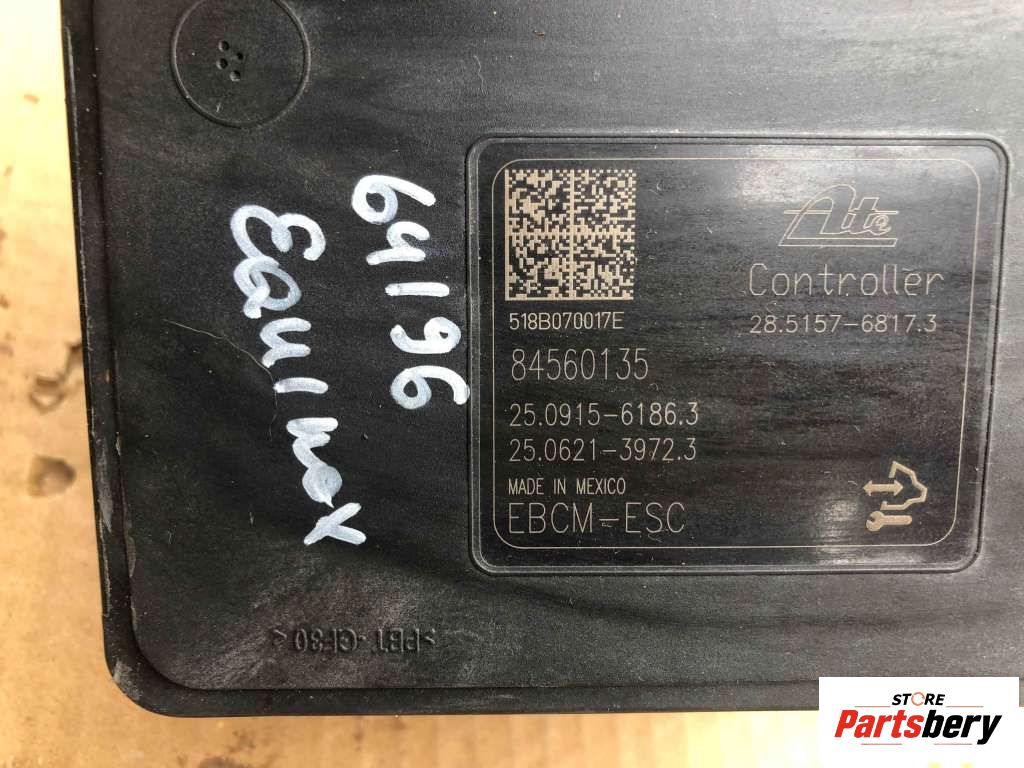 64196
EQUINOX
Ate
Controller
28.5157-6817.3
518B070017E
84560135
25.0915-6186.3
25.0621-3972.3
MADE IN MEXICO
EBCM-ESC
>PBT-GF30<
STORE
Partsbery